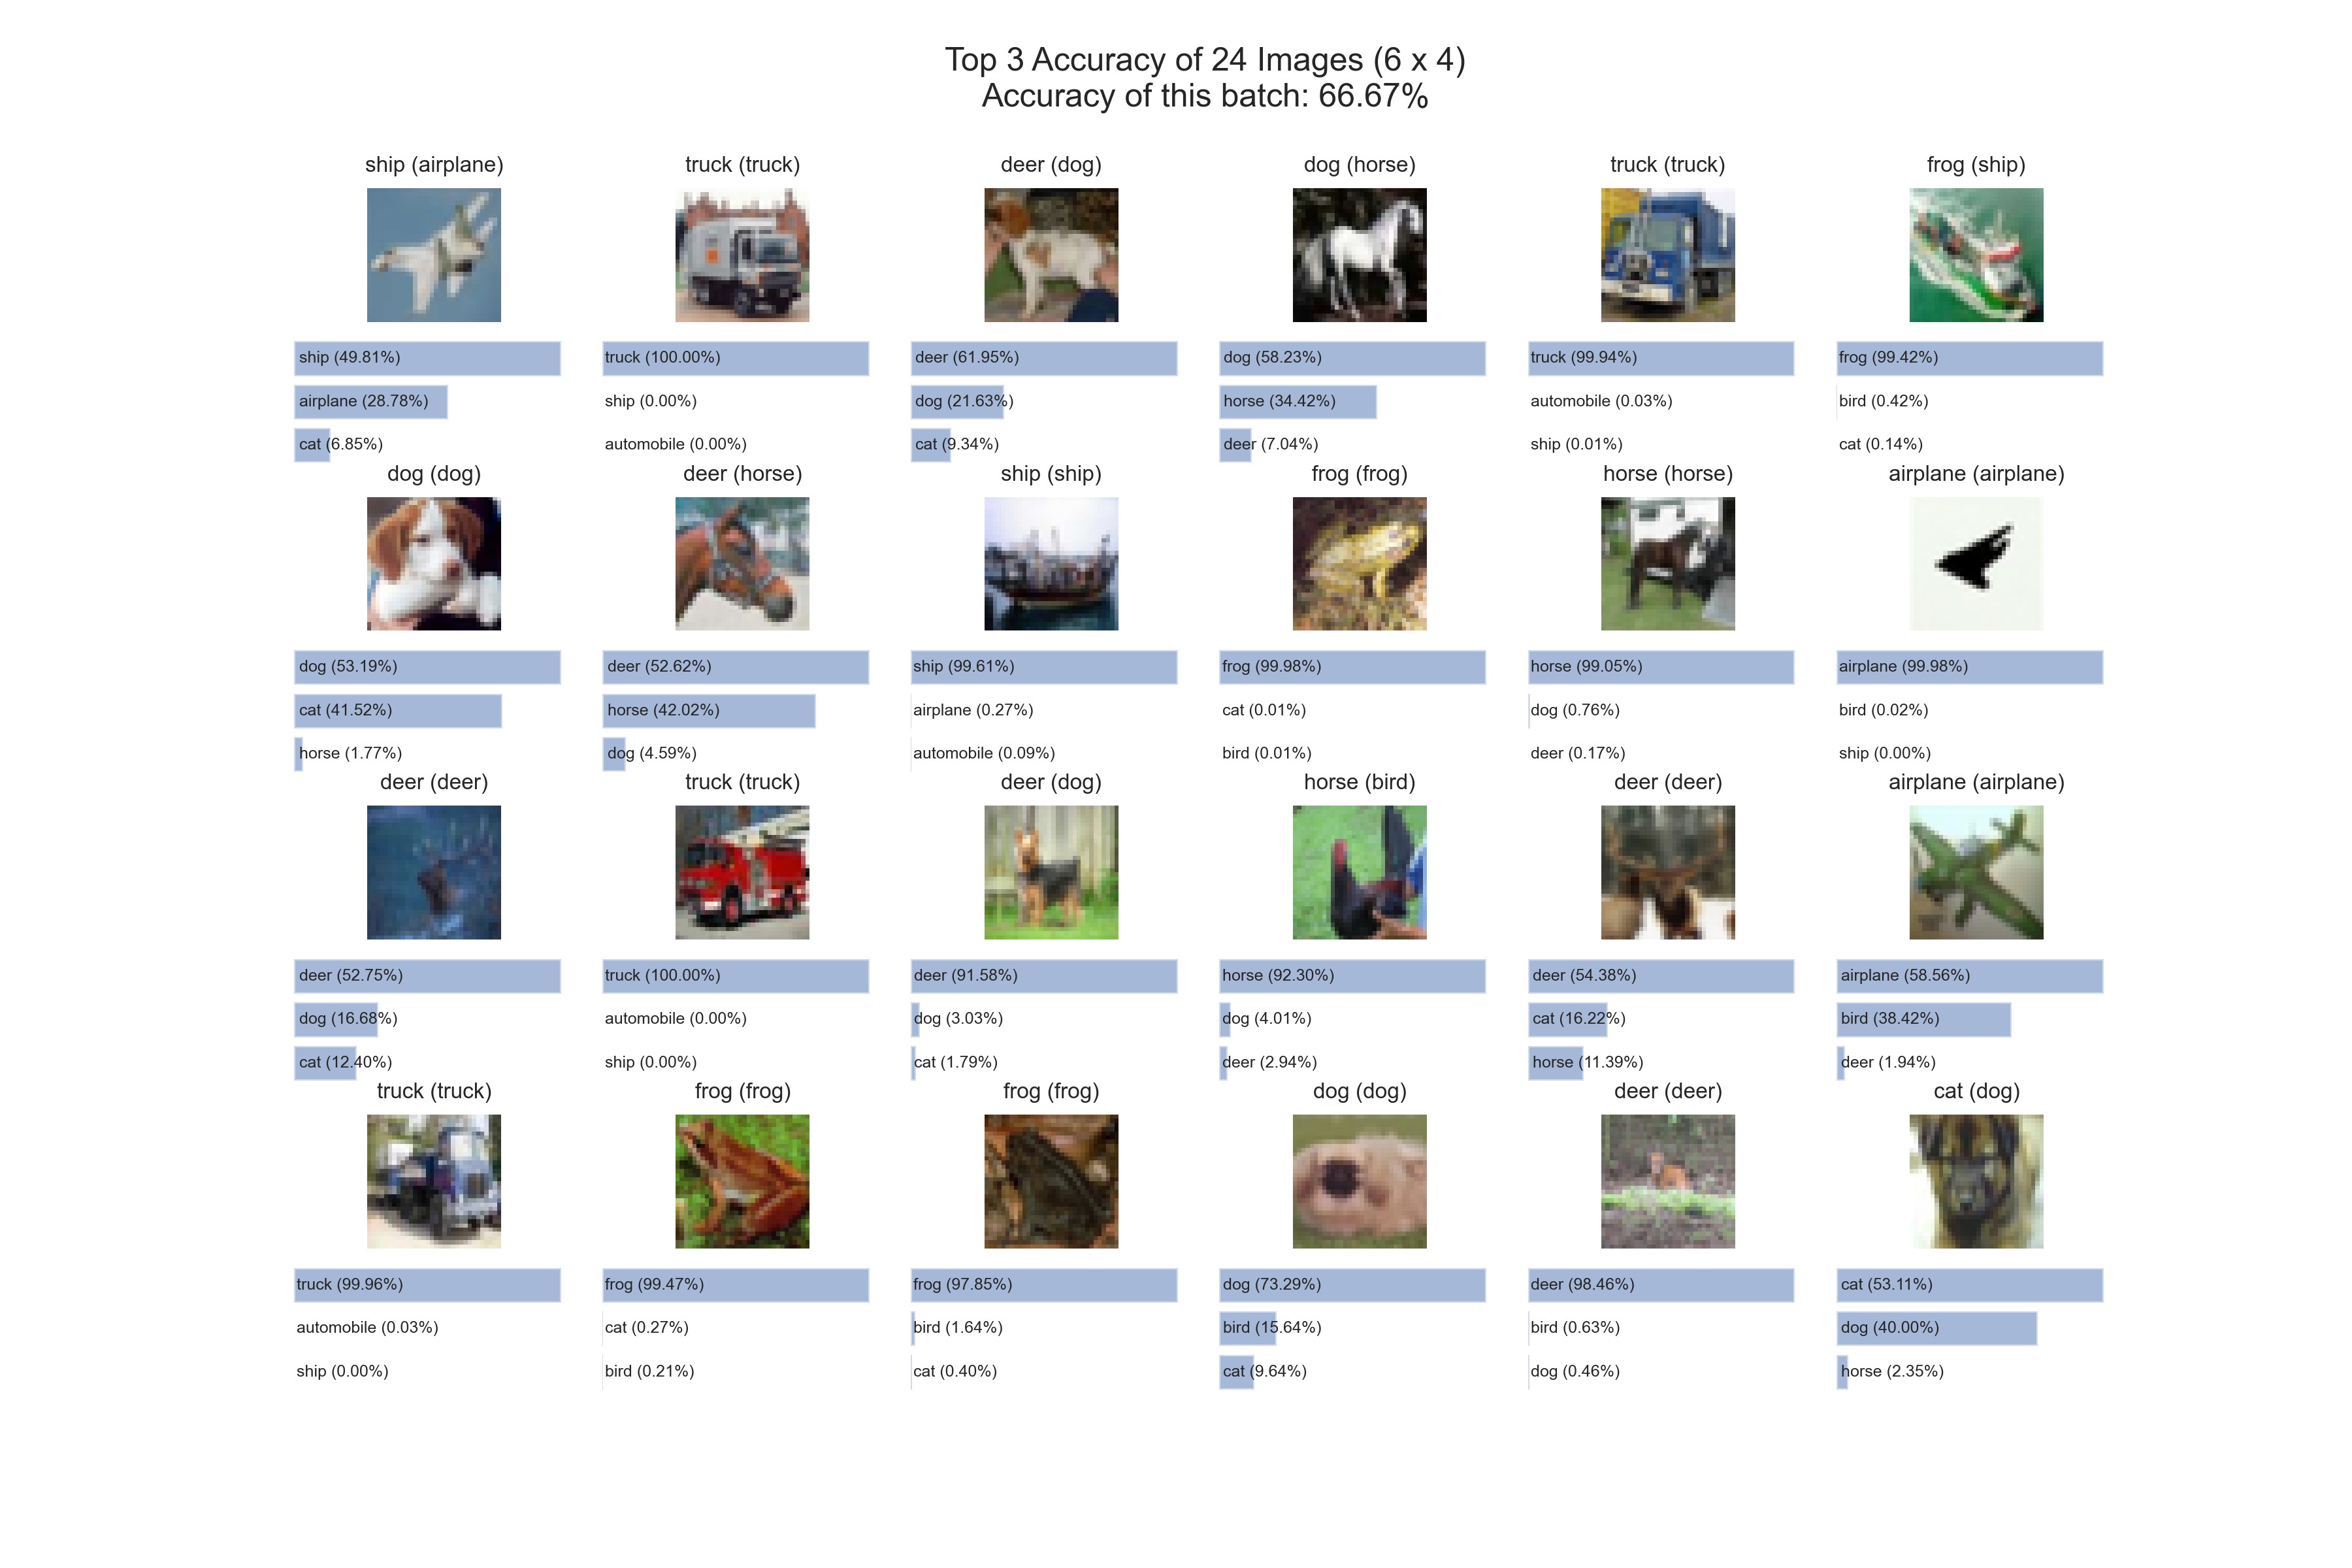 Top 3 Accuracy of 24 Images (6 x 4)
Accuracy of this batch: 66.67%
ship (airplane)
truck (truck)
deer (dog)
dog (horse)
truck (truck)
frog (ship)
ship (49.81%)
truck (100.00%)
deer (61.95%)
dog (58.23%)
truck (99.94%)
frog (99.42%)
airplane (28.78%)
ship (0.00%)
dog (21.63%)
horse (34.42%)
automobile (0.03%)
bird (0.42%)
cat (6.85%)
automobile (0.00%)
cat (9.34%)
deer (7.04%)
ship (0.01%)
cat (0.14%)
dog (dog)
deer (horse)
ship (ship)
frog (frog)
horse (horse)
airplane (airplane)
dog (53.19%)
deer (52.62%)
ship (99.61%)
frog (99.98%)
horse (99.05%)
airplane (99.98%)
cat (41.52%)
horse (42.02%)
airplane (0.27%)
cat (0.01%)
dog (0.76%)
bird (0.02%)
horse (1.77%)
dog (4.59%)
automobile (0.09%)
bird (0.01%)
deer (0.17%)
ship (0.00%)
deer (deer)
truck (truck)
deer (dog)
horse (bird)
deer (deer)
airplane (airplane)
deer (52.75%)
truck (100.00%)
deer (91.58%)
horse (92.30%)
deer (54.38%)
airplane (58.56%)
dog (16.68%)
automobile (0.00%)
dog (3.03%)
dog (4.01%)
cat (16.22%)
bird (38.42%)
cat (12.40%)
ship (0.00%)
cat (1.79%)
deer (2.94%)
horse (11.39%)
deer (1.94%)
truck (truck)
frog (frog)
frog (frog)
dog (dog)
deer (deer)
cat (dog)
truck (99.96%)
frog (99.47%)
frog (97.85%)
dog (73.29%)
deer (98.46%)
cat (53.11%)
automobile (0.03%)
cat (0.27%)
bird (1.64%)
bird (15.64%)
bird (0.63%)
dog (40.00%)
ship (0.00%)
bird (0.21%)
cat (0.40%)
cat (9.64%)
dog (0.46%)
horse (2.35%)